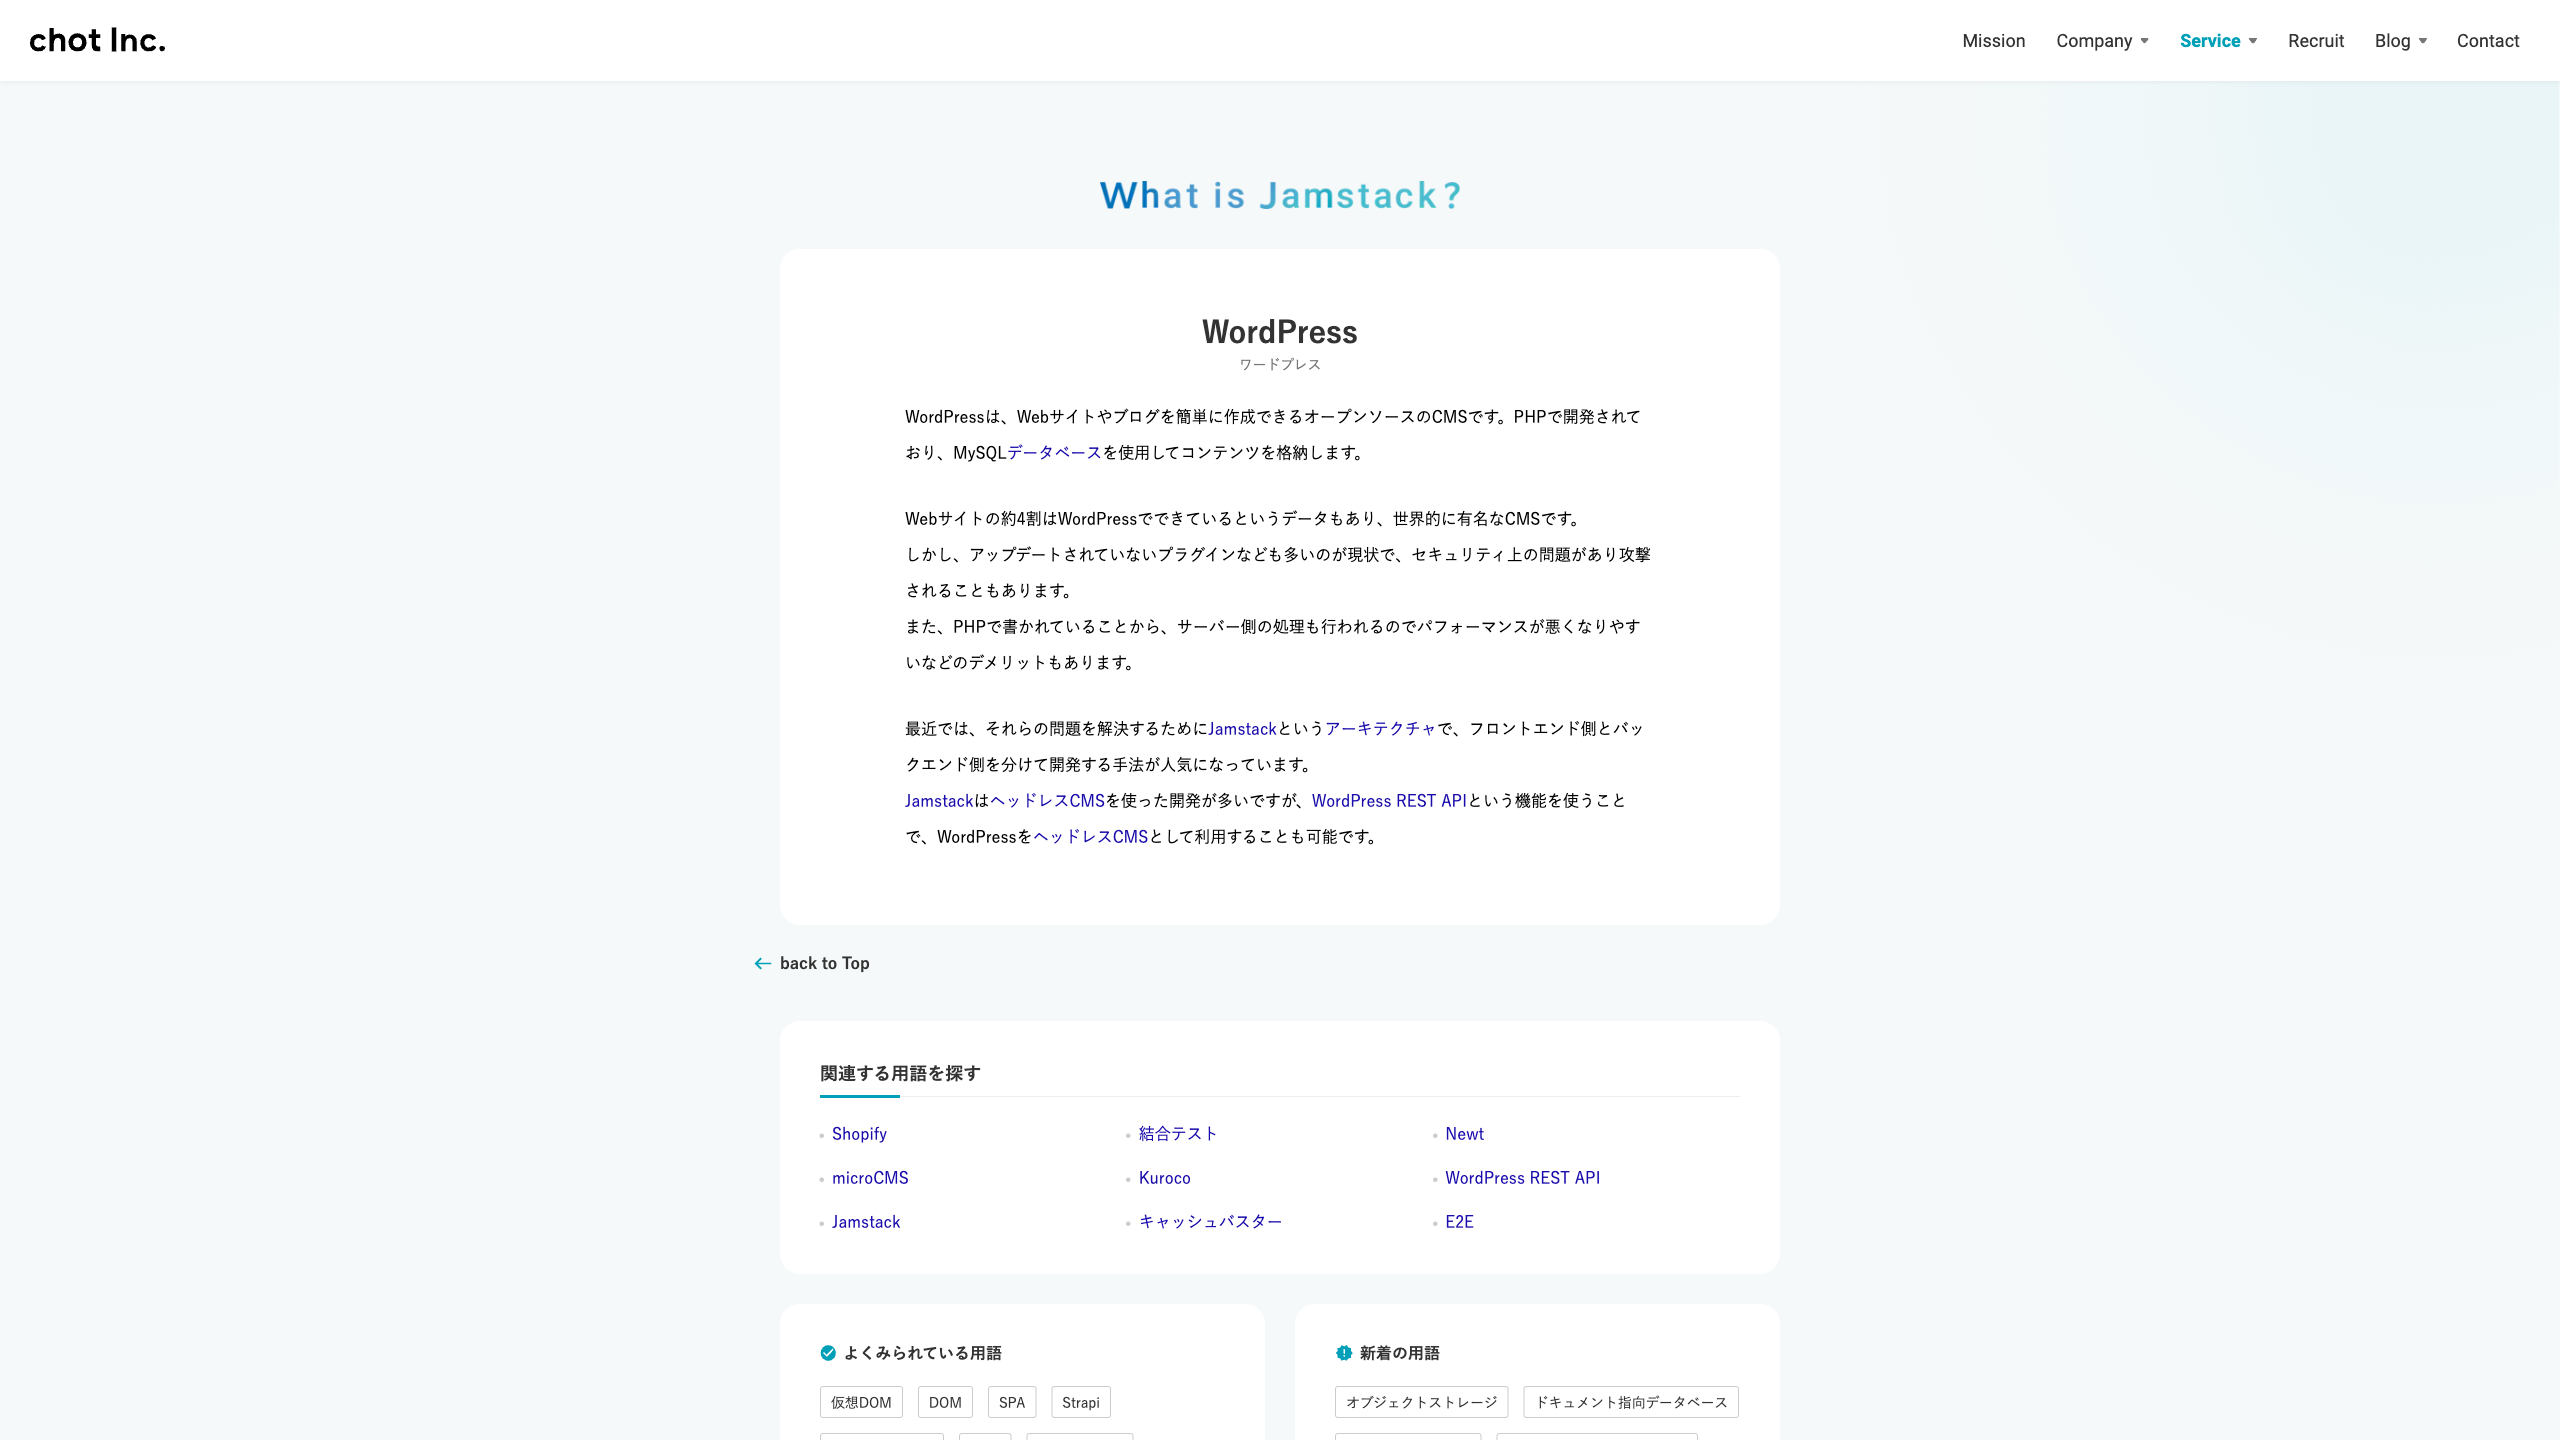 chot Inc.
Mission Company Service Recruit Blog Contact
What is Jamstack?
WordPress
ワードプレス
WordPressは、Webサイトやブログを簡単に作成できるオープンソースのCMSです。PHPで開発されて
おり、MySQLデータベースを使用してコンテンツを格納します。
Webサイトの約4割はWordPressでできているというデータもあり、世界的に有名なCMSです。
しかし、アップデートされていないプラグインなども多いのが現状で、セキュリティ上の問題があり攻撃
されることもあります。
また、PHPで書かれていることから、サーバー側の処理も行われるのでパフォーマンスが悪くなりやす
いなどのデメリットもあります。
最近では、それらの問題を解決するためにJamstackというアーキテクチャで、フロントエンド側とバッ
クエンド側を分けて開発する手法が人気になっています。
JamstackはヘッドレスCMSを使った開発が多いですが、WordPress REST APIという機能を使うこと
で、WordPressをヘッドレスCMSとして利用することも可能です。
back to Top
関連する用語を探す
Shopify 結合テスト Newt
microCMS Kuroco WordPress REST API
Jamstack キャッシュバスター E2E
よくみられている用語
仮想DOM DOM SPA Strapi
新着の用語
オブジェクトストレージ ドキュメント指向データベース